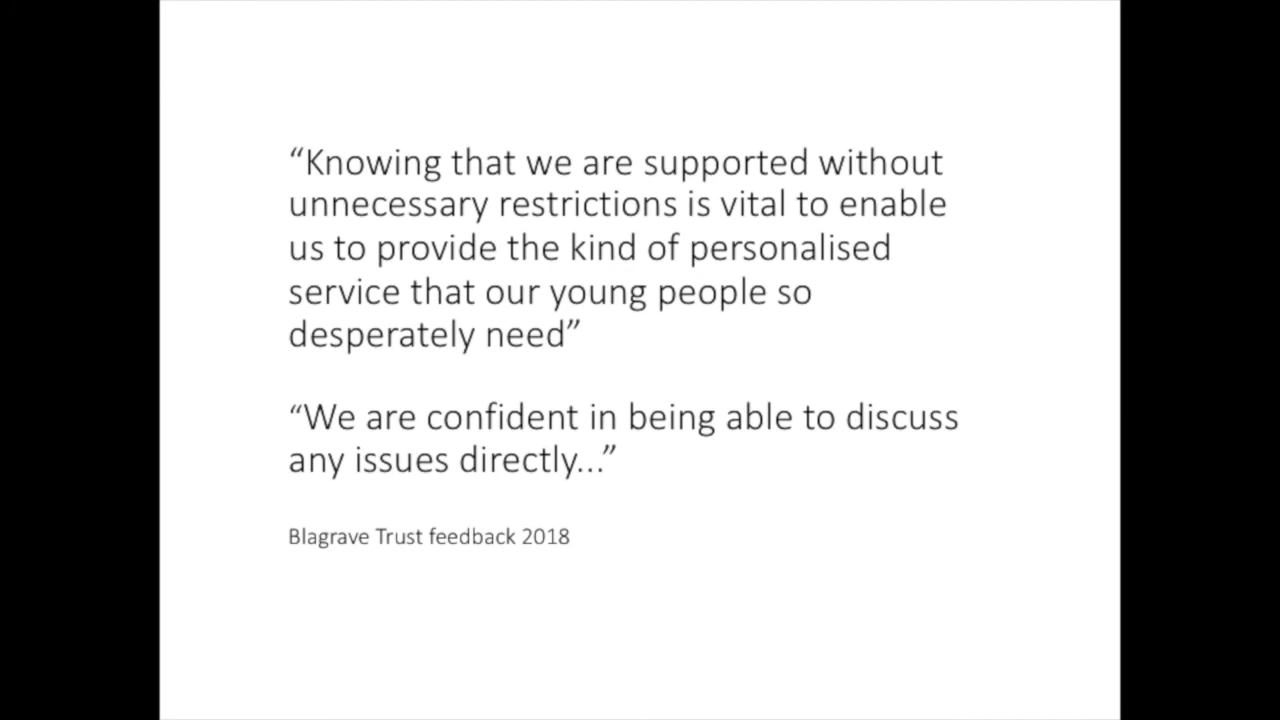 “Knowing that we are supported without
unnecessary restrictions is vital to enable
us to provide the kind of personalised
service that our young people so
desperately need”
“We are confident in being able to discuss
any issues directly...”
Blagrave Trust feedback 2018